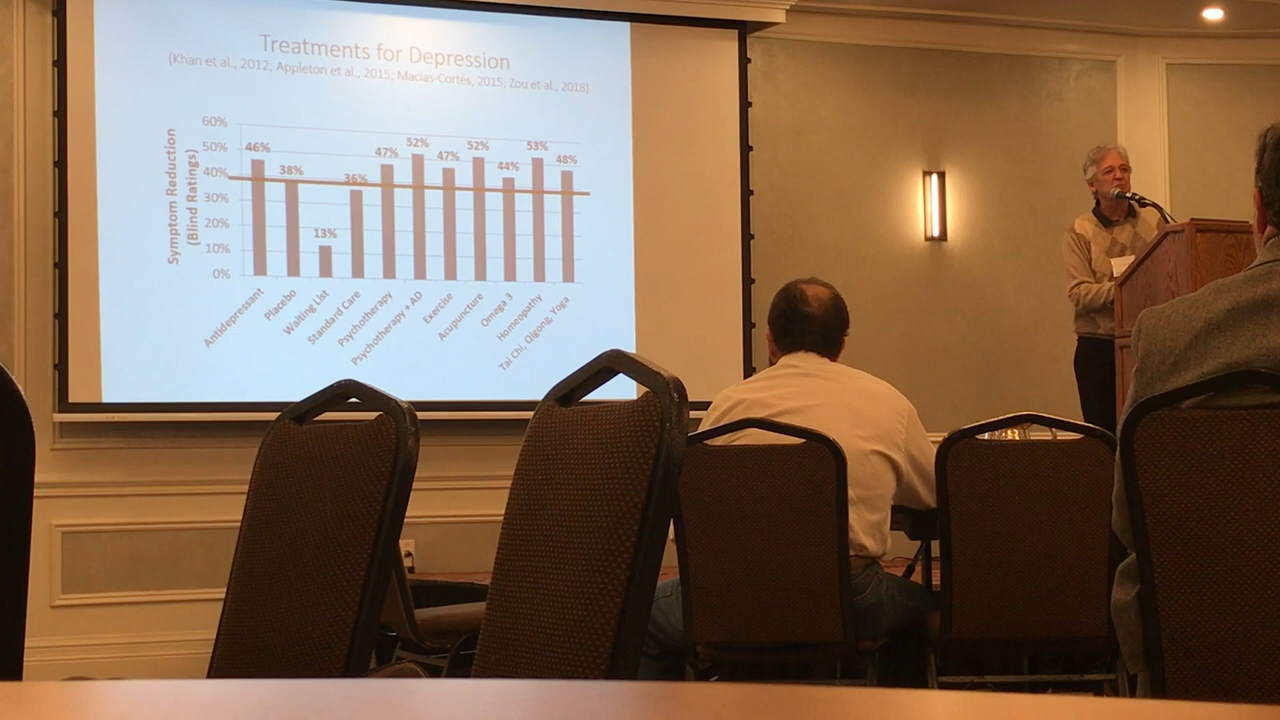 Treatments for Depression
(Khan et al., 2012; Appleton et al., 2015; Macias-Cortés, 2015; Zou et al., 2018)
Symptom Reduction
(Blind Ratings)
60%
50%
40%
30%
20%
10%
0%
46%
38%
13%
36%
47%
52%
47%
52%
44%
53%
48%
Antidepressant
Placebo
Waiting List
Standard Care
Psychotherapy
Psychotherapy + AD
Exercise
Acupuncture
Omega 3
Homeopathy
Tai Chi, Qigong, Yoga